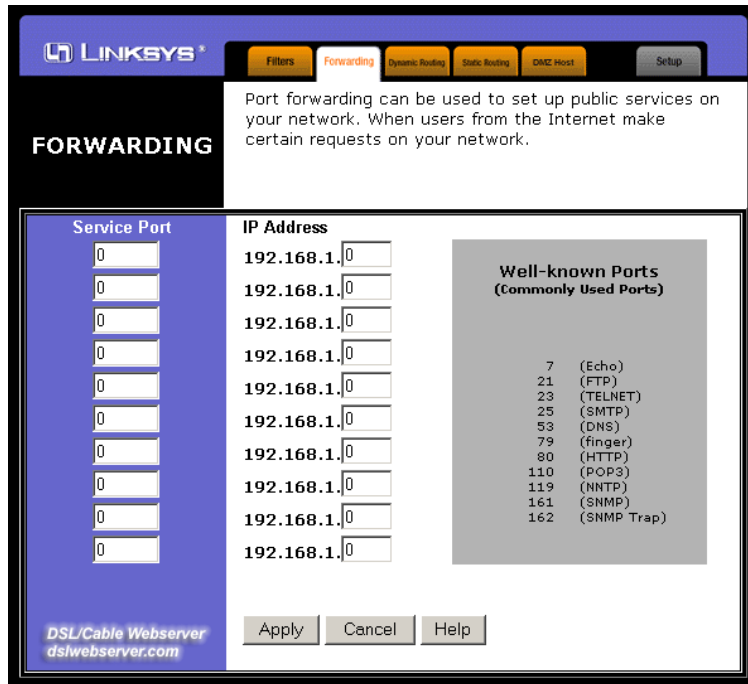 LINKSYS®
Filters Forwarding Dynamic Routing Static Routing DMZ Host Setup
FORWARDING
Port forwarding can be used to set up public services on
your network. When users from the Internet make
certain requests on your network.
Service Port IP Address
0 192.168.1.0
0 192.168.1.0
0 192.168.1.0
0 192.168.1.0
0 192.168.1.0
0 192.168.1.0
0 192.168.1.0
0 192.168.1.0
0 192.168.1.0
0 192.168.1.0
Well-known Ports
(Commonly Used Ports)
7 (Echo)
21 (FTP)
23 (TELNET)
25 (SMTP)
53 (DNS)
79 (finger)
80 (HTTP)
110 (POP3)
119 (NNTP)
161 (SNMP)
162 (SNMP Trap)
DSL/Cable Webserver
dslwebserver.com
Apply Cancel Help